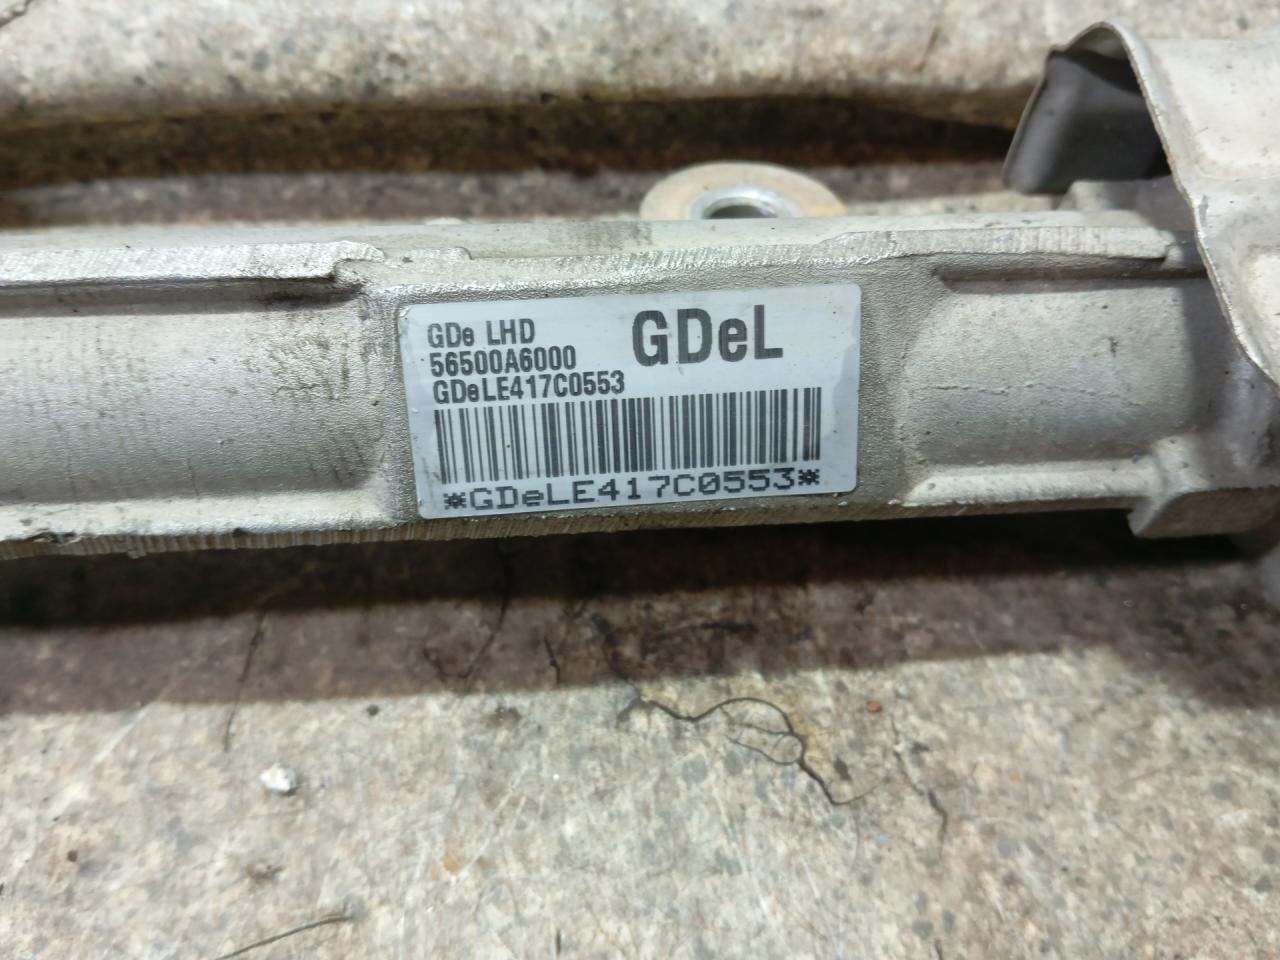 GDe LHD
GDeL
56500A6000
GDeLE417C0553
*GDeLE417C0553*